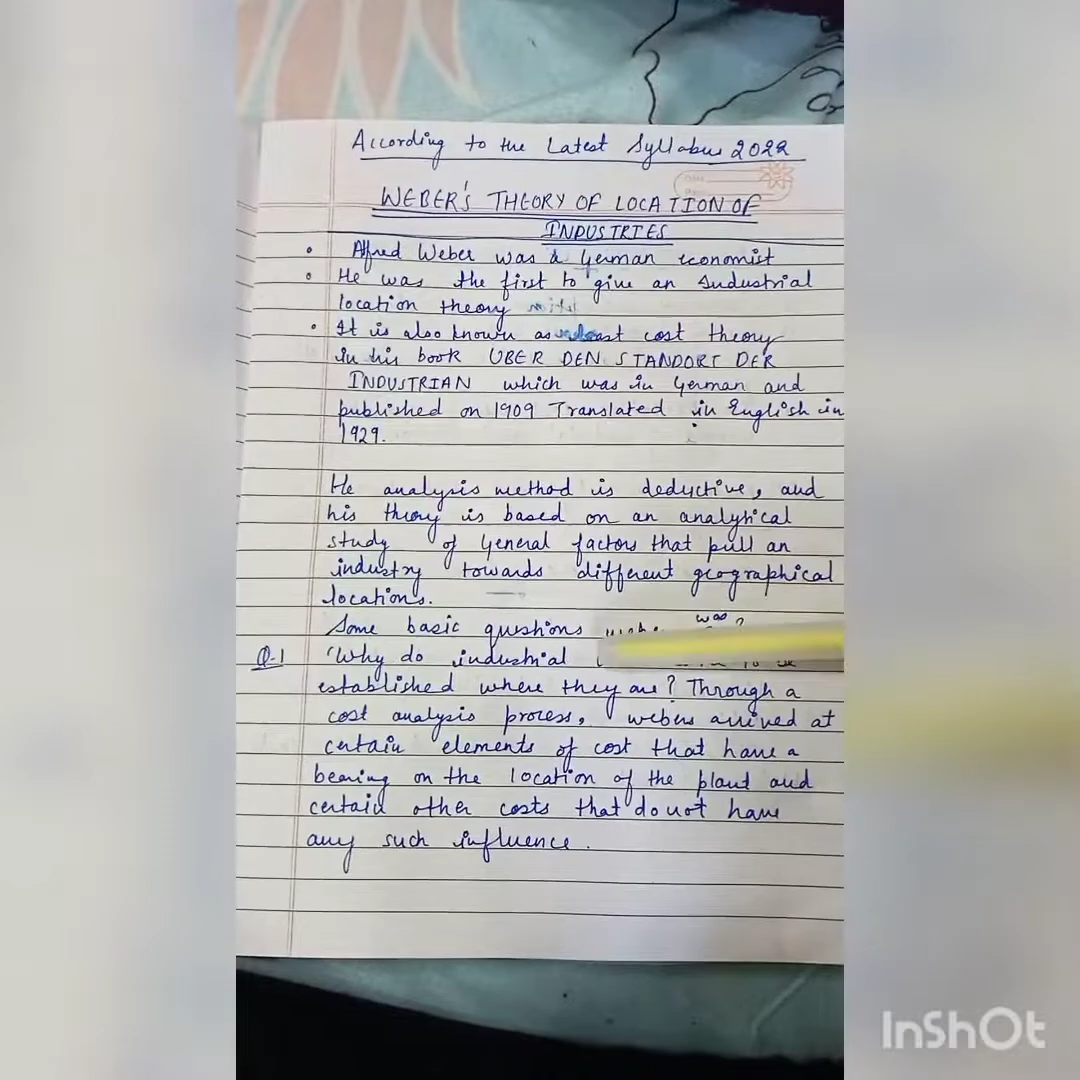 According to the Latest Syllabus 2022
WEBER'S THEORY OF LOCATION OF
INDUSTRIES
• Alfred Weber was a German economist
• He was the first to give an Industrial
location theory
• It is also known as least cost theory
in his book UBER DEN STANDORT DER
INDUSTRIAN which was in German and
published on 1909 Translated in English in
1929.
He analysis method is deductive, and
his theory is based on an analytical
study of General factors that pull an
industry towards different geographical
locations.
Some basic questions was
Q.1 'Why do industrial
established where they are? Through a
cost analysis process, webers arrived at
certain elements of cost that have a
bearing on the location of the plant and
certain other costs that do not have
any such influence.
InShOt